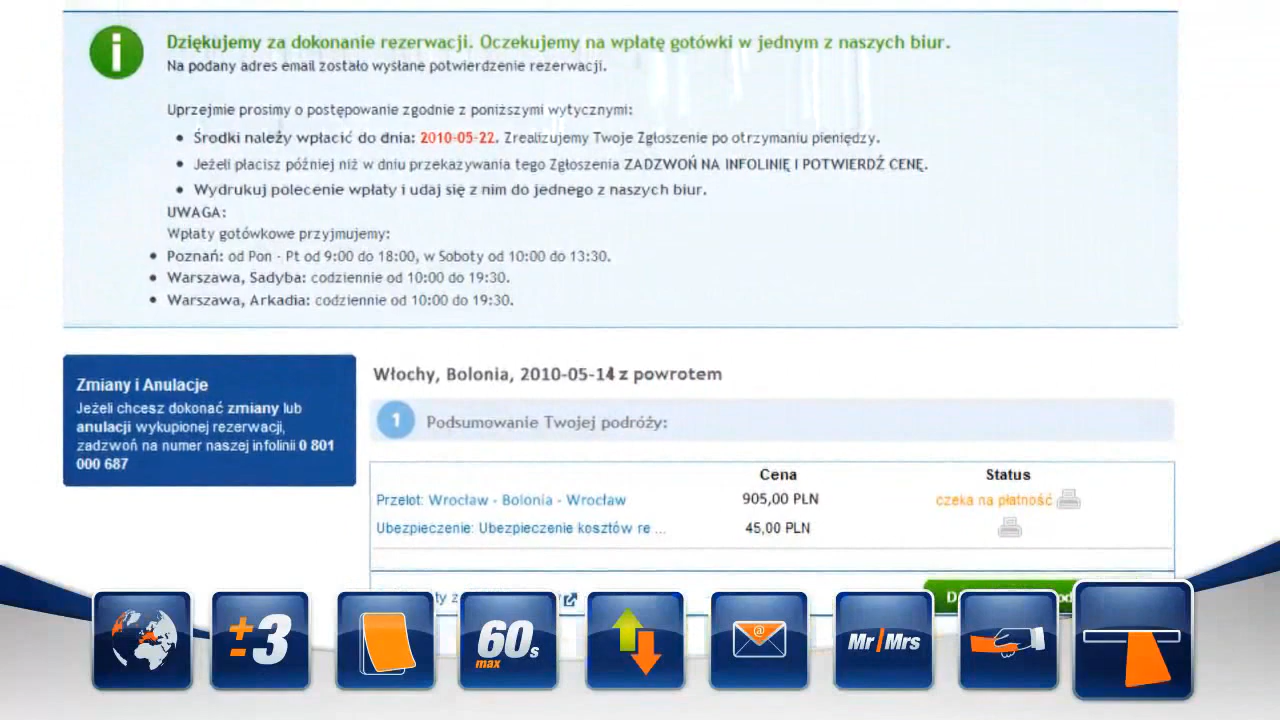 Dziękujemy za dokonanie rezerwacji. Oczekujemy na wpłatę gotówki w jednym z naszych biur.
Na podany adres email zostało wysłane potwierdzenie rezerwacji.
Uprzejmie prosimy o postępowanie zgodnie z poniższymi wytycznymi:
Środki należy wpłacić do dnia: 2010-05-22. Zrealizujemy Twoje Zgłoszenie po otrzymaniu pieniędzy.
Jeżeli płacisz później niż w dniu przekazywania tego Zgłoszenia ZADZWOŃ NA INFOLINIĘ I POTWIERDŹ CENĘ.
Wydrukuj polecenie wpłaty i udaj się z nim do jednego z naszych biur.
UWAGA:
Wpłaty gotówkowe przyjmujemy:
Poznań: od Pon - Pt od 9:00 do 18:00, w Soboty od 10:00 do 13:30.
Warszawa, Sadyba: codziennie od 10:00 do 19:30.
Warszawa, Arkadia: codziennie od 10:00 do 19:30.
Zmiany i Anulacje
Jeżeli chcesz dokonać zmiany lub
anulacji wykupionej rezerwacji,
zadzwoń na numer naszej infolinii 0 801
000 687
Włochy, Bolonia, 2010-05-14 z powrotem
1 Podsumowanie Twojej podróży:
Cena Status
Przelot: Wrocław - Bolonia - Wrocław 905,00 PLN czeka na płatność
Ubezpieczenie: Ubezpieczenie kosztów re ... 45,00 PLN
±3
60s
max
@
Mr/Mrs